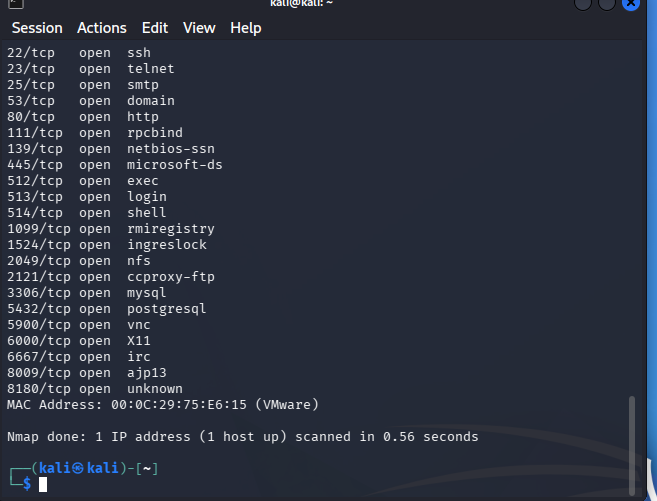 kali@kali: ~
Session Actions Edit View Help
22/tcp open ssh
23/tcp open telnet
25/tcp open smtp
53/tcp open domain
80/tcp open http
111/tcp open rpcbind
139/tcp open netbios-ssn
445/tcp open microsoft-ds
512/tcp open exec
513/tcp open login
514/tcp open shell
1099/tcp open rmiregistry
1524/tcp open ingreslock
2049/tcp open nfs
2121/tcp open ccproxy-ftp
3306/tcp open mysql
5432/tcp open postgresql
5900/tcp open vnc
6000/tcp open X11
6667/tcp open irc
8009/tcp open ajp13
8180/tcp open unknown
MAC Address: 00:0C:29:75:E6:15 (VMware)
Nmap done: 1 IP address (1 host up) scanned in 0.56 seconds
┌──(kali㉿kali)-[~]
└─$